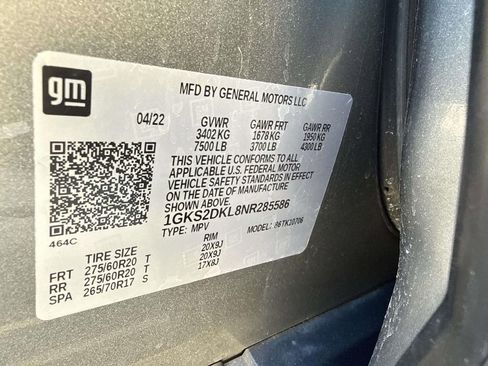 gm
MFD BY GENERAL MOTORS LLC
04/22 GVWR GAWR FRT GAWR RR
3402 KG 1678 KG 1950 KG
7500 LB 3700 LB 4300 LB
THIS VEHICLE CONFORMS TO ALL
APPLICABLE U.S. FEDERAL MOTOR
VEHICLE SAFETY STANDARDS IN EFFECT
ON THE DATE OF MANUFACTURE
1GKS2DKL8NR285586
TYPE: MPV MODEL: 86TK10706
464C
TIRE SIZE RIM
FRT 275/60R20 T 20X9J
RR 275/60R20 T 20X9J
SPA 265/70R17 S 17X8J